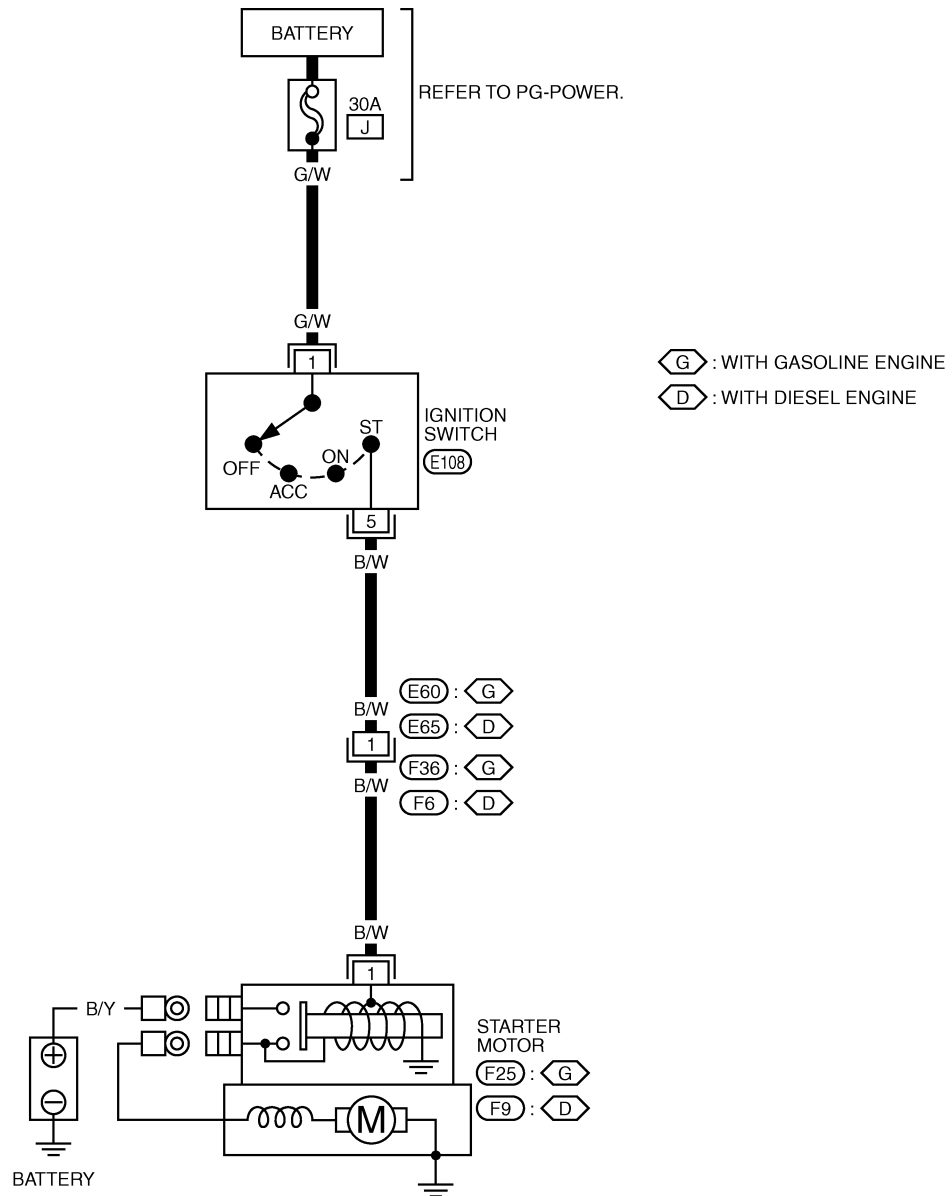 BATTERY
30A
J
REFER TO PG-POWER.
G/W
G/W
1
G : WITH GASOLINE ENGINE
D : WITH DIESEL ENGINE
IGNITION
SWITCH
E108
ST
ON
OFF
ACC
5
B/W
E60 : G
B/W
E65 : D
1
F36 : G
B/W
F6 : D
B/W
1
B/Y
STARTER
MOTOR
F25 : G
F9 : D
M
BATTERY